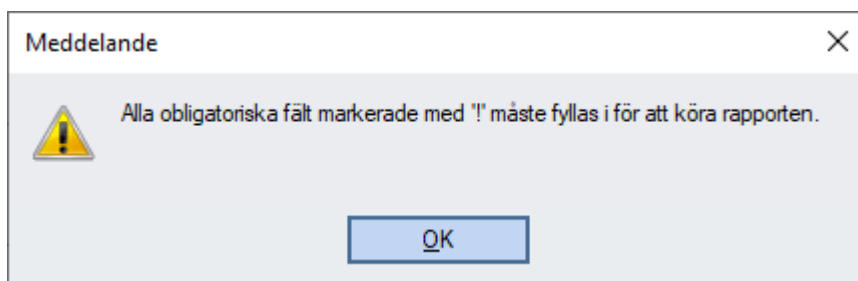 Meddelande
Alla obligatoriska fält markerade med '!' måste fyllas i för att köra rapporten.
OK